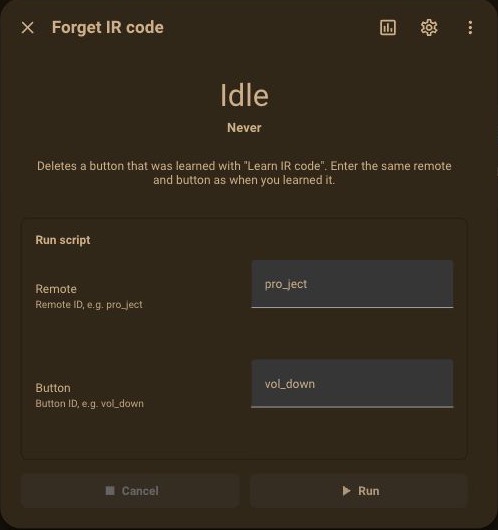 Forget IR code
Idle
Never
Deletes a button that was learned with "Learn IR code". Enter the same remote
and button as when you learned it.
Run script
Remote
Remote ID, e.g. pro_ject
pro_ject
Button
Button ID, e.g. vol_down
vol_down
Cancel
Run